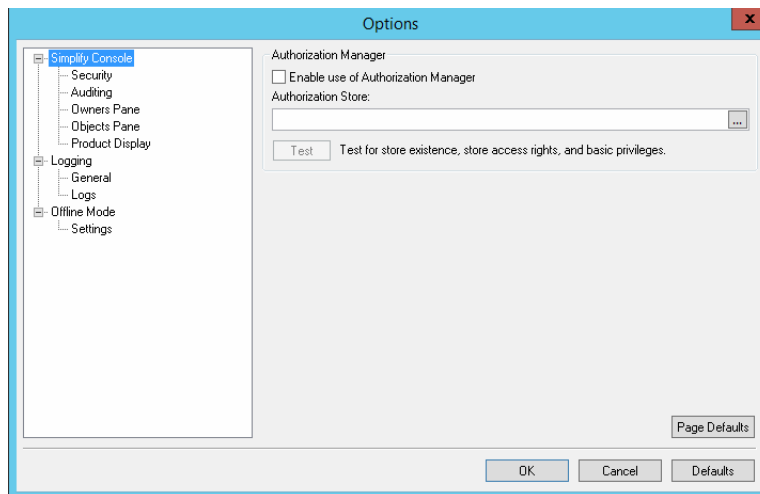 Options
x
Simplify Console
Security
Auditing
Owners Pane
Objects Pane
Product Display
Logging
General
Logs
Offline Mode
Settings
Authorization Manager
Enable use of Authorization Manager
Authorization Store:
...
Test Test for store existence, store access rights, and basic privileges.
Page Defaults
OK Cancel Defaults